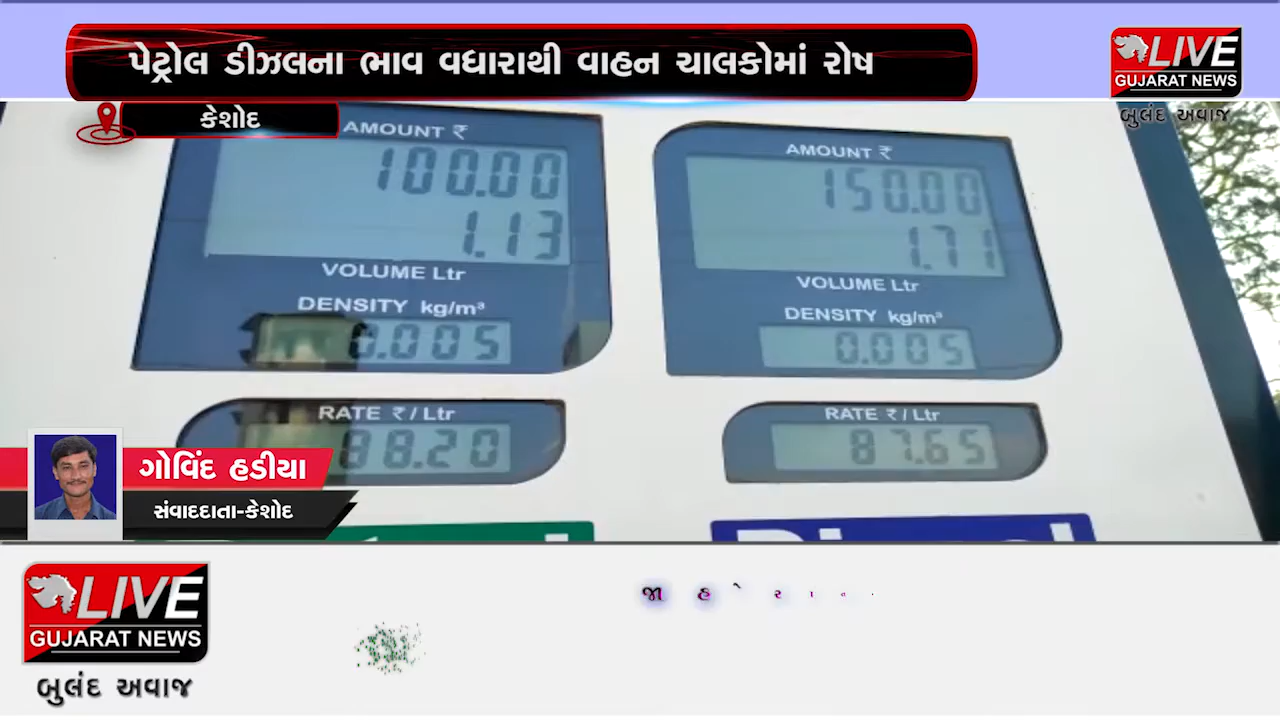 પેટ્રોલ ડીઝલના ભાવ વધારાથી વાહન ચાલકોમાં રોષ
LIVE
GUJARAT NEWS
બુલંદ અવાજ
કેશોદ
AMOUNT ₹
100.00
1.13
VOLUME Ltr
DENSITY kg/m³
0.005
RATE ₹/Ltr
88.20
AMOUNT ₹
150.00
1.71
VOLUME Ltr
DENSITY kg/m³
0.005
RATE ₹/Ltr
87.65
ગોવિંદ હડીયા
સંવાદદાતા-કેશોદ
LIVE
GUJARAT NEWS
બુલંદ અવાજ